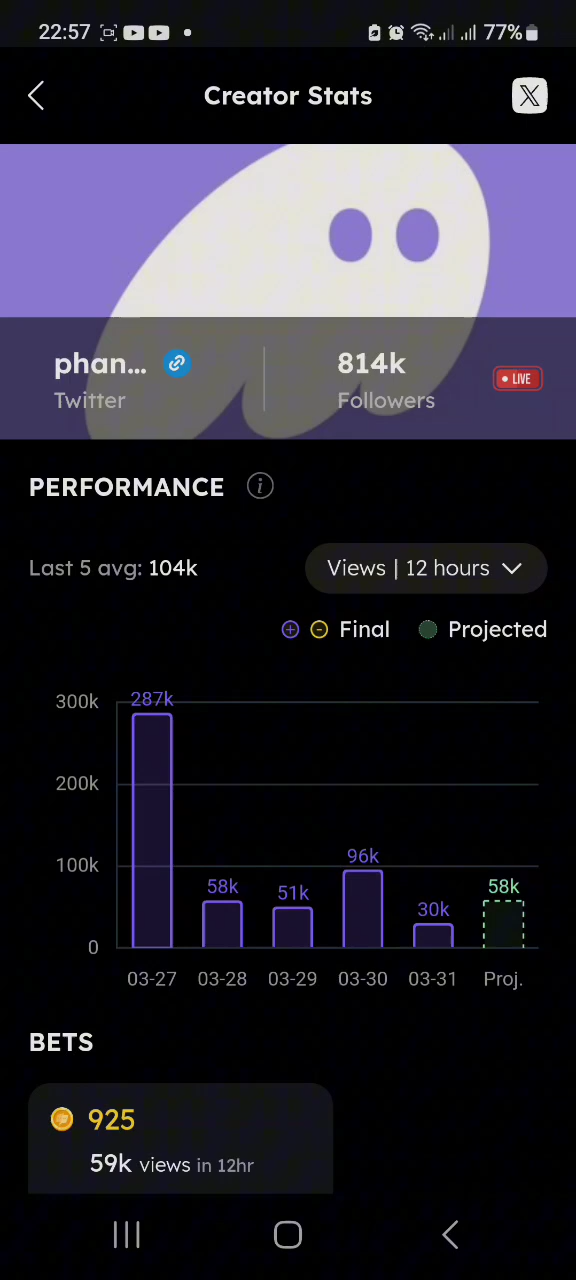 22:57 77%
Creator Stats
phan... 814k
Twitter Followers
LIVE
PERFORMANCE
Last 5 avg: 104k Views | 12 hours
Final Projected
300k
200k
100k
0
287k
58k
51k
96k
30k
58k
03-27 03-28 03-29 03-30 03-31 Proj.
BETS
925
59k views in 12hr